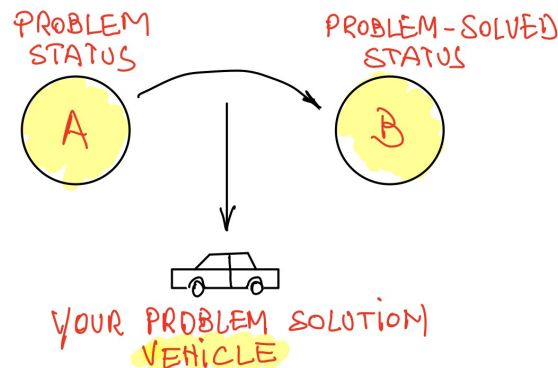 PROBLEM
STATUS
PROBLEM-SOLVED
STATUS
A
B
YOUR PROBLEM SOLUTION
VEHICLE